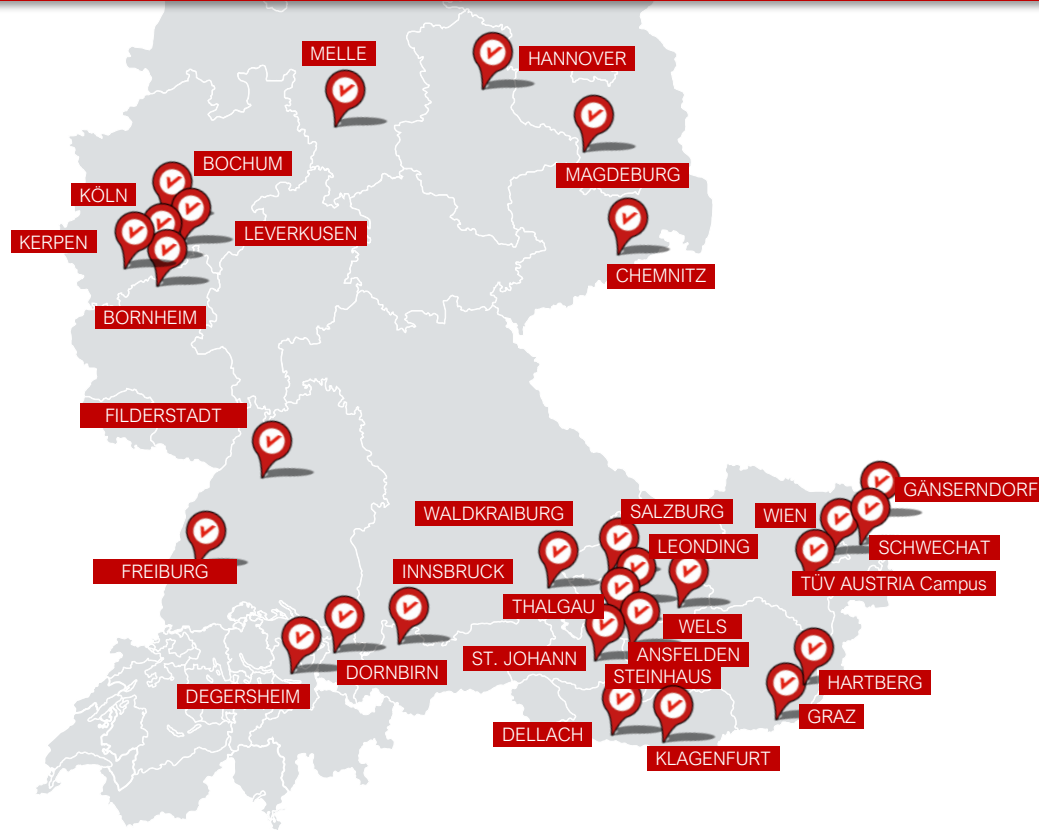 MELLE
HANNOVER
BOCHUM
MAGDEBURG
KÖLN
LEVERKUSEN
KERPEN
CHEMNITZ
BORNHEIM
FILDERSTADT
GÄNSERNDORF
WALDKRAIBURG
SALZBURG
WIEN
LEONDING
SCHWECHAT
FREIBURG
INNSBRUCK
TÜV AUSTRIA Campus
THALGAU
WELS
ST. JOHANN
ANSFELDEN
DORNBIRN
STEINHAUS
HARTBERG
DEGERSHEIM
GRAZ
DELLACH
KLAGENFURT